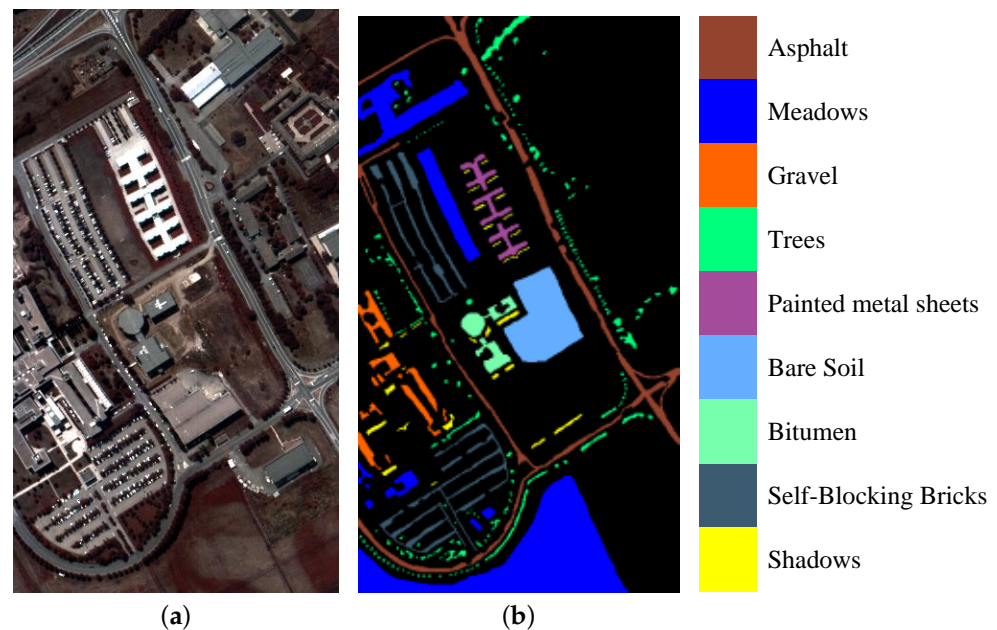 Asphalt
Meadows
Gravel
Trees
Painted metal sheets
Bare Soil
Bitumen
Self-Blocking Bricks
Shadows
(a)
(b)